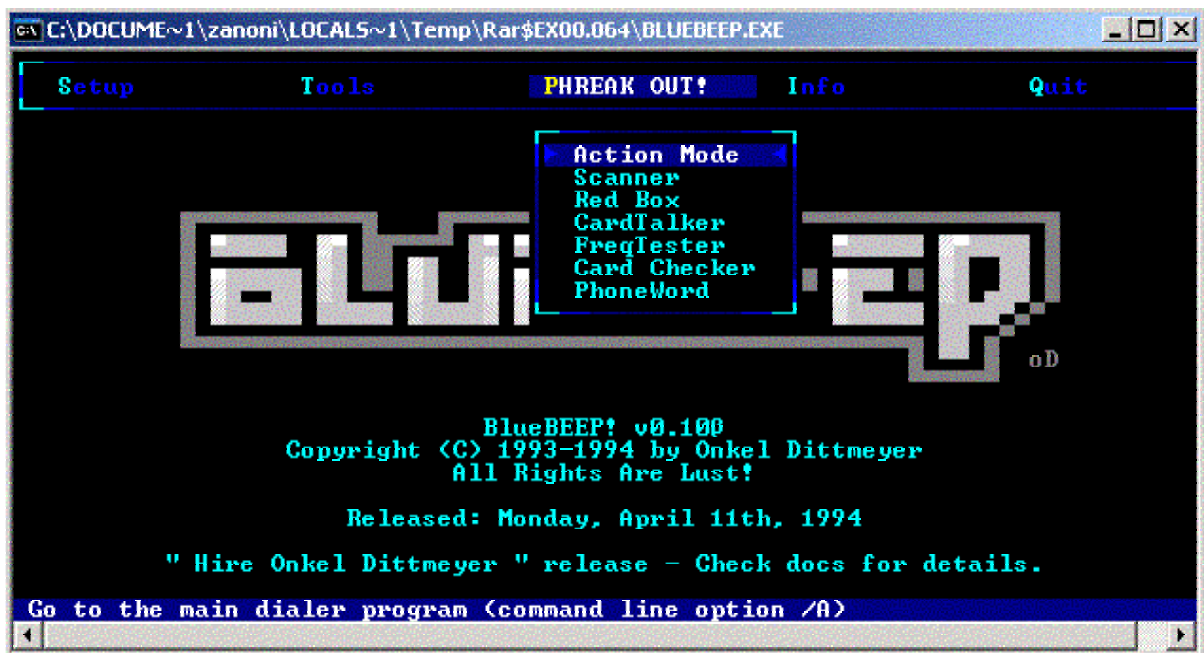 C:\DOCUME~1\zanoni\LOCALS~1\Temp\Rar$EX00.064\BLUEBEEP.EXE
Setup Tools PHREAK OUT! Info Quit
Action Mode
Scanner
Red Box
CardTalker
FreqTester
Card Checker
PhoneWord
oD
BlueBEEP! v0.10β
Copyright (C) 1993-1994 by Onkel Dittmeyer
All Rights Are Lust!
Released: Monday, April 11th, 1994
" Hire Onkel Dittmeyer " release - Check docs for details.
Go to the main dialer program (command line option /A)